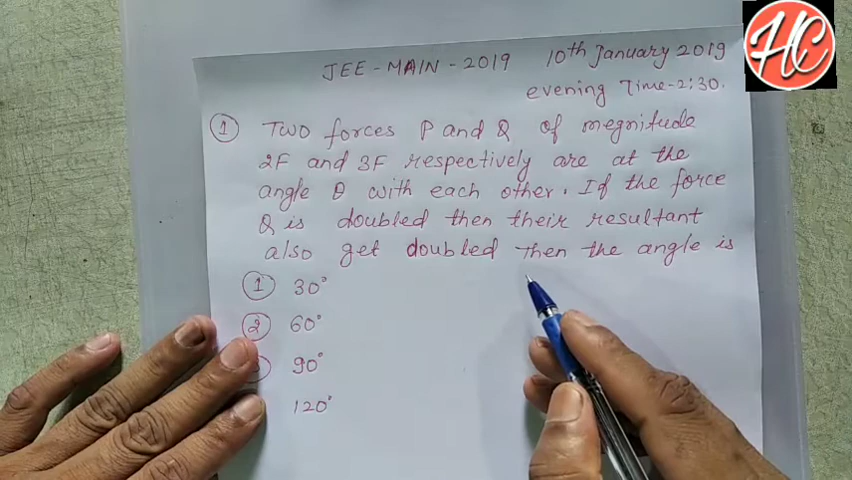 HC
JEE-MAIN-2019 10th January 2019
evening Time-2:30.
1 Two forces P and Q of megnitude
2F and 3F respectively are at the
angle θ with each other. If the force
Q is doubled then their resultant
also get doubled then the angle is
1 30°
2 60°
90°
120°